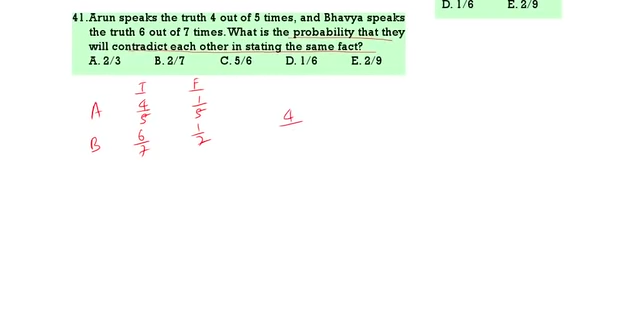 D. 1/6 E. 2/9
41.Arun speaks the truth 4 out of 5 times, and Bhavya speaks
the truth 6 out of 7 times. What is the probability that they
will contradict each other in stating the same fact?
A. 2/3 B. 2/7 C. 5/6 D. 1/6 E. 2/9
T F
A 4/5 1/5 4
B 6/7 1/2